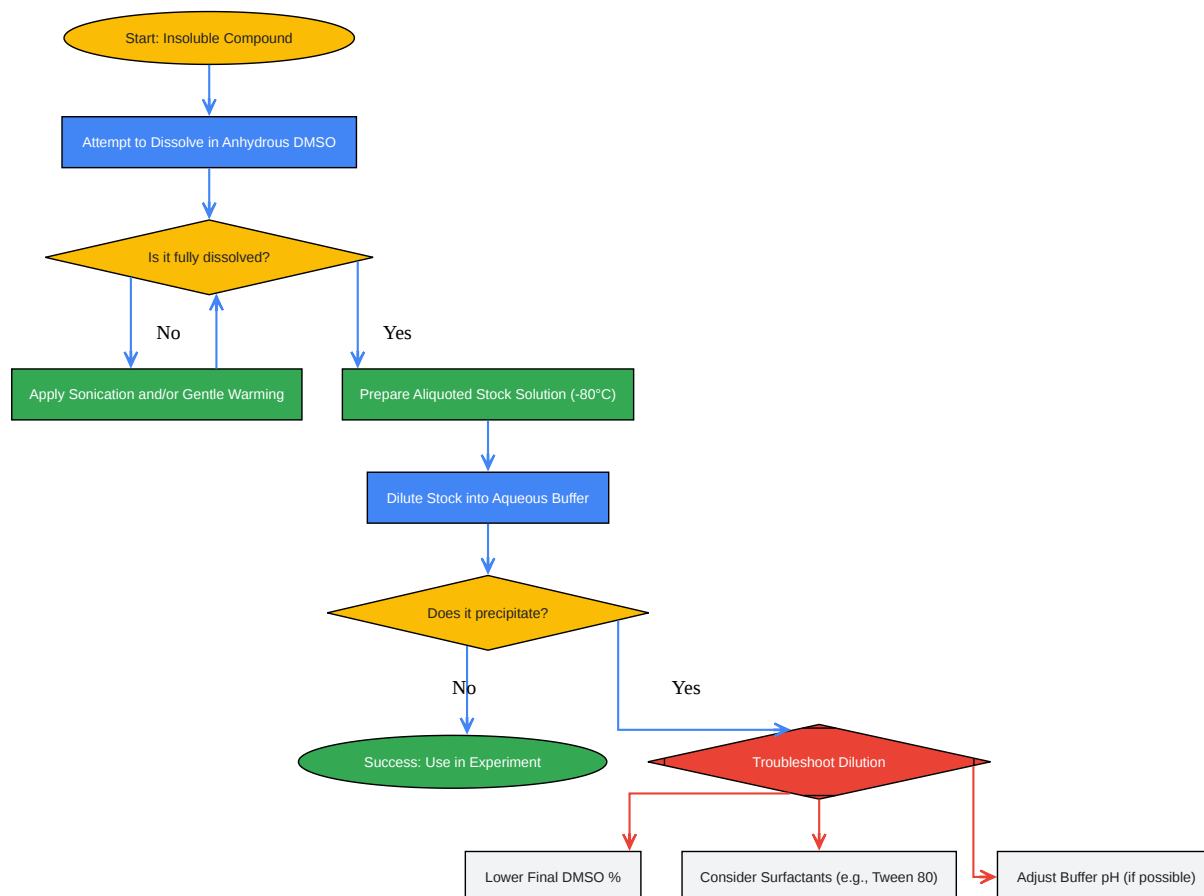 Start: Insoluble Compound
Attempt to Dissolve in Anhydrous DMSO
Is it fully dissolved?
No
Yes
Apply Sonication and/or Gentle Warming
Prepare Aliquoted Stock Solution (-80°C)
Dilute Stock into Aqueous Buffer
Does it precipitate?
No
Yes
Success: Use in Experiment
Troubleshoot Dilution
Lower Final DMSO %
Consider Surfactants (e.g., Tween 80)
Adjust Buffer pH (if possible)